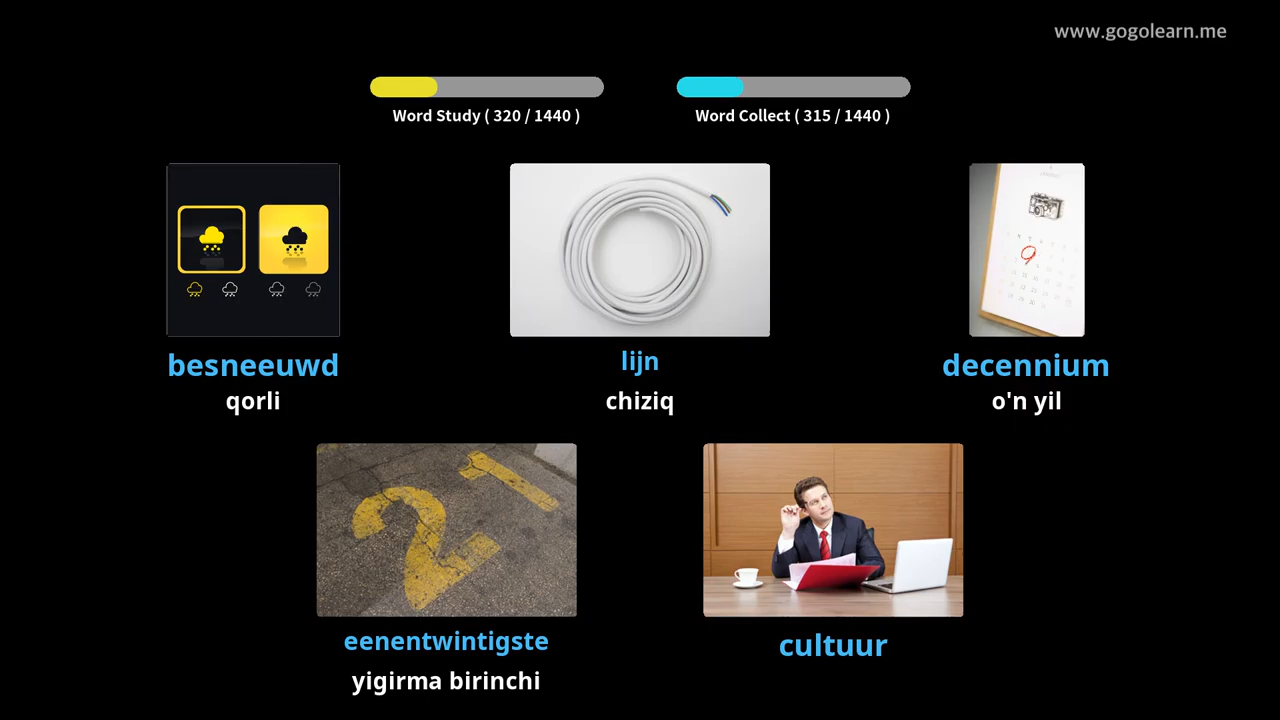 www.gogolearn.me
Word Study ( 320 / 1440 )
Word Collect ( 315 / 1440 )
besneeuwd
qorli
lijn
chiziq
decennium
o'n yil
21
eenentwintigste
yigirma birinchi
cultuur